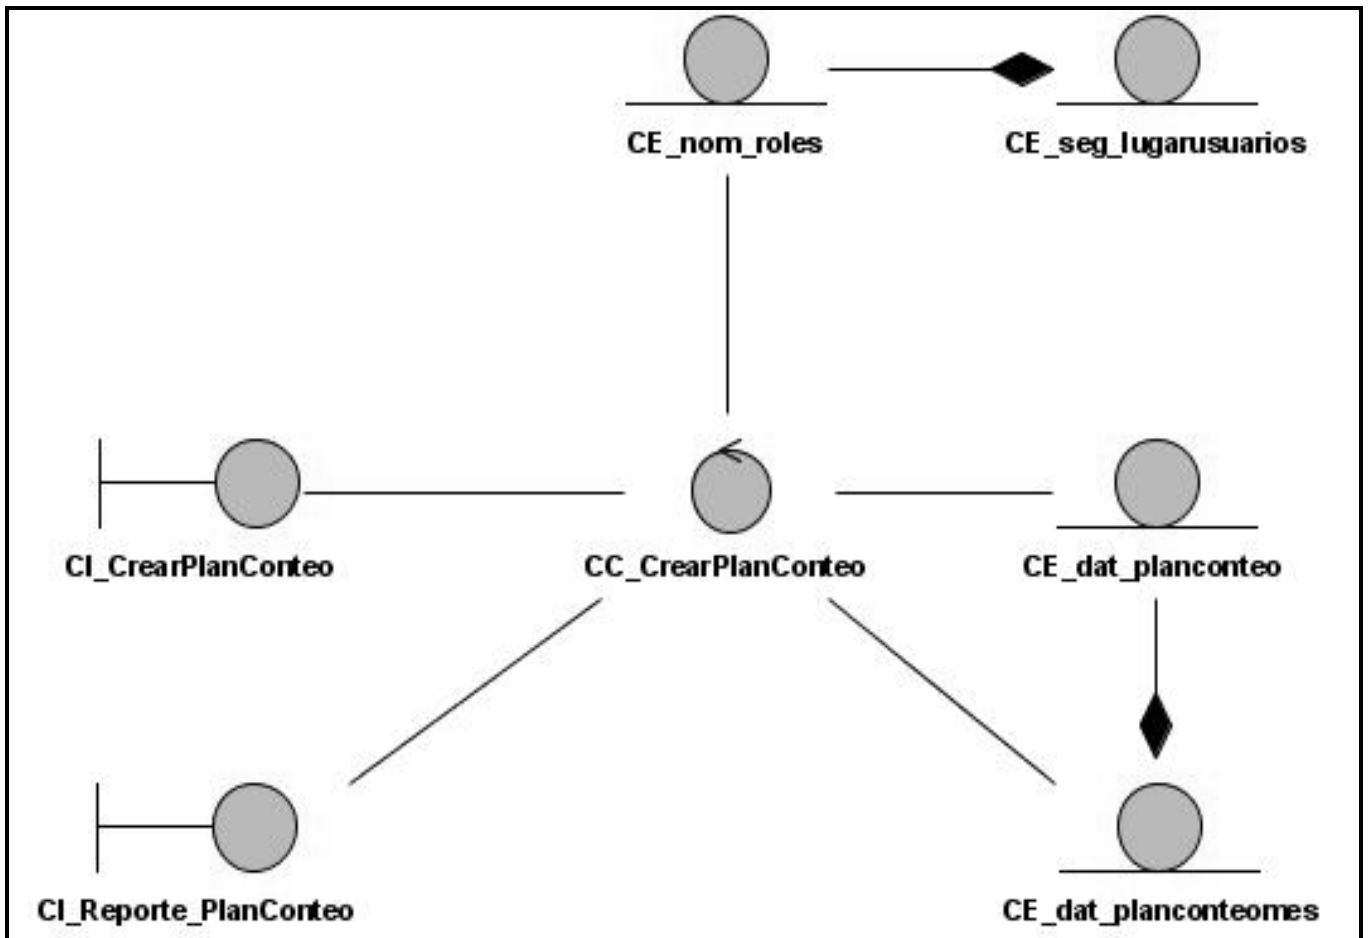 CE_nom_roles
CE_seg_lugarusuarios
CI_CrearPlanConteo
CC_CrearPlanConteo
CE_dat_planconteo
CI_Reporte_PlanConteo
CE_dat_planconteomes